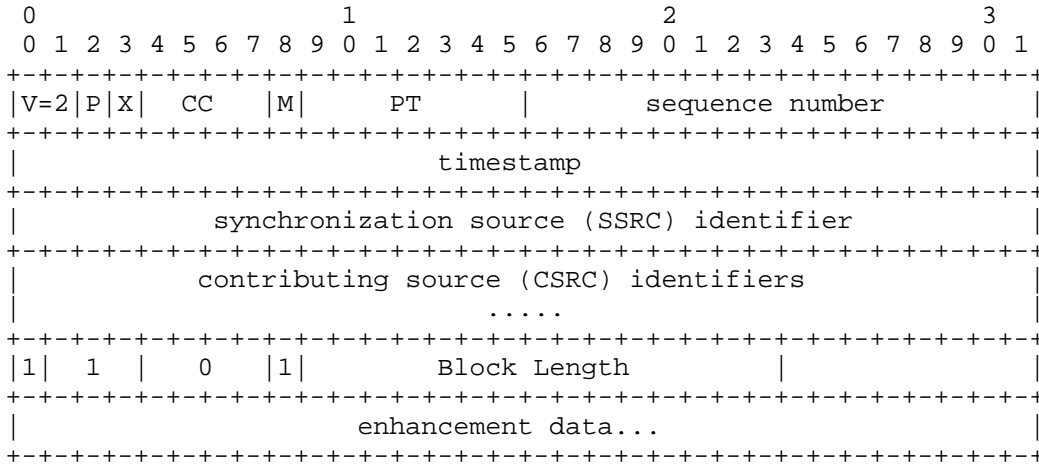 0                   1                   2                   3
 0 1 2 3 4 5 6 7 8 9 0 1 2 3 4 5 6 7 8 9 0 1 2 3 4 5 6 7 8 9 0 1
+-+-+-+-+-+-+-+-+-+-+-+-+-+-+-+-+-+-+-+-+-+-+-+-+-+-+-+-+-+-+-+-+
|V=2|P|X|   CC  |M|     PT      |       sequence number         |
+-+-+-+-+-+-+-+-+-+-+-+-+-+-+-+-+-+-+-+-+-+-+-+-+-+-+-+-+-+-+-+-+
|                          timestamp                            |
+-+-+-+-+-+-+-+-+-+-+-+-+-+-+-+-+-+-+-+-+-+-+-+-+-+-+-+-+-+-+-+-+
|            synchronization source (SSRC) identifier           |
+-+-+-+-+-+-+-+-+-+-+-+-+-+-+-+-+-+-+-+-+-+-+-+-+-+-+-+-+-+-+-+-+
|           contributing source (CSRC) identifiers              |
|                             .....                             |
+-+-+-+-+-+-+-+-+-+-+-+-+-+-+-+-+-+-+-+-+-+-+-+-+-+-+-+-+-+-+-+-+
|1|  1  |   0   |1|        Block Length         |               |
+-+-+-+-+-+-+-+-+-+-+-+-+-+-+-+-+-+-+-+-+-+-+-+-+-+-+-+-+-+-+-+-+
|                     enhancement data...                       |
+-+-+-+-+-+-+-+-+-+-+-+-+-+-+-+-+-+-+-+-+-+-+-+-+-+-+-+-+-+-+-+-+